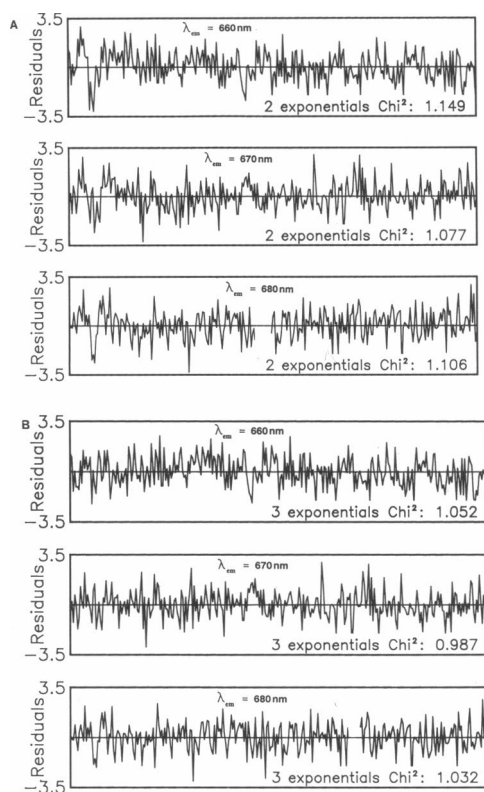 A
3.5
λem = 660nm
Residuals
2 exponentials Chi²: 1.149
−3.5
3.5
λem = 670nm
Residuals
2 exponentials Chi²: 1.077
−3.5
3.5
λem = 680nm
Residuals
2 exponentials Chi²: 1.106
−3.5
B
3.5
λem = 660nm
Residuals
3 exponentials Chi²: 1.052
−3.5
3.5
λem = 670nm
Residuals
3 exponentials Chi²: 0.987
−3.5
3.5
λem = 680nm
Residuals
3 exponentials Chi²: 1.032
−3.5